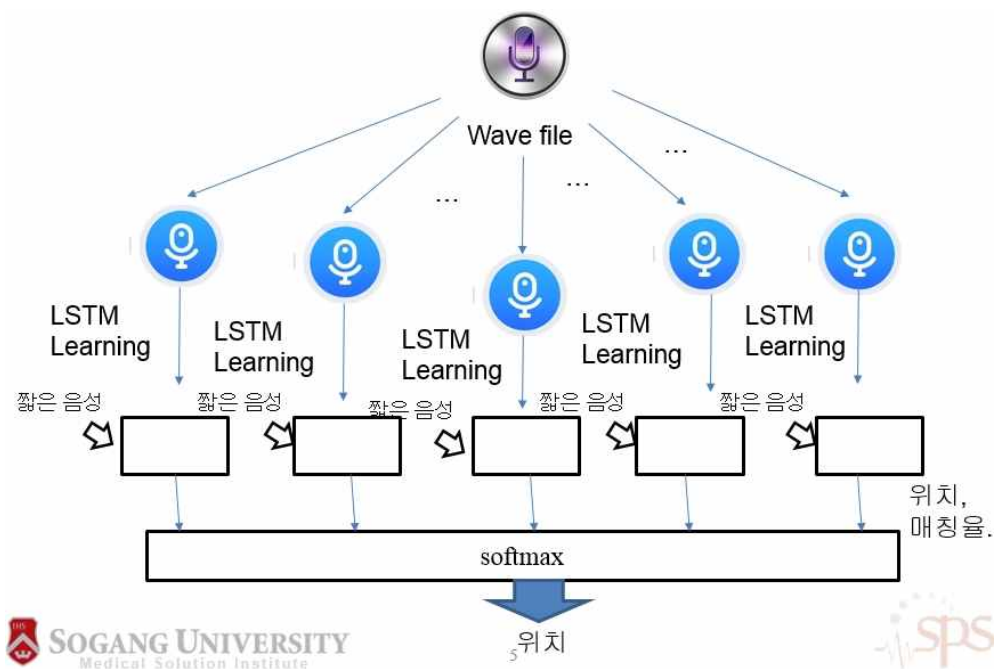 Wave file
...
...
...
LSTM
Learning
LSTM
Learning
LSTM
Learning
LSTM
Learning
LSTM
Learning
짧은 음성
짧은 음성
짧은 음성
짧은 음성
짧은 음성
위치,
매칭율.
softmax
위치
5
IHS
SOGANG UNIVERSITY
Medical Solution Institute
sps